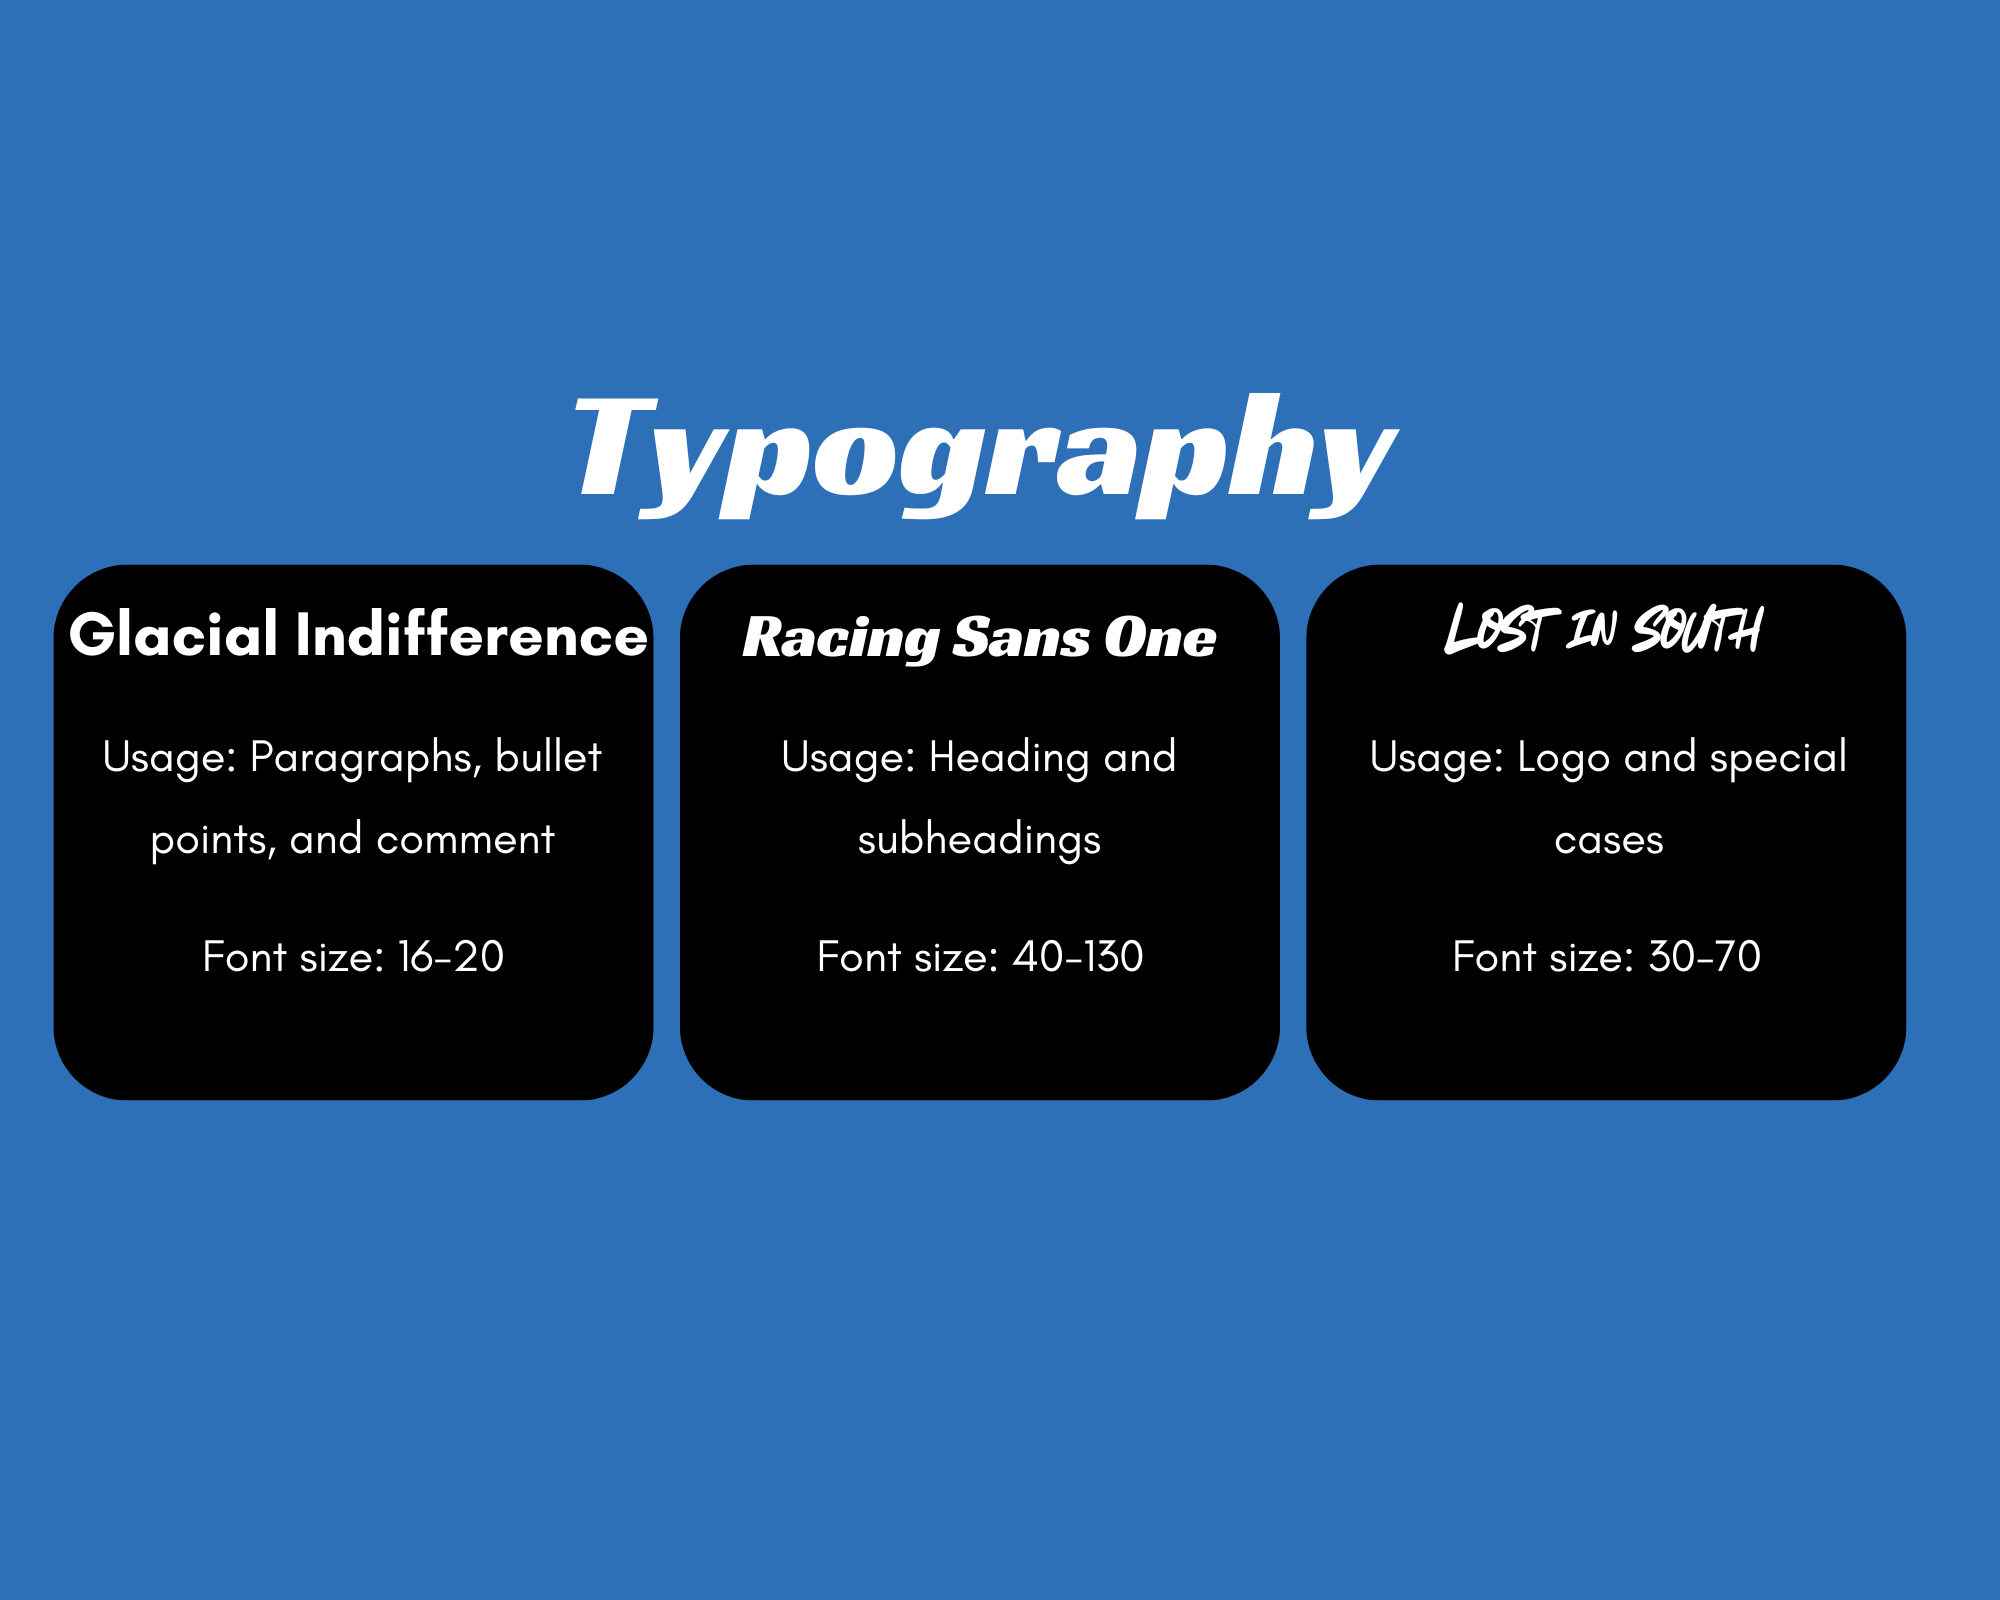 Typography
Glacial Indifference
Usage: Paragraphs, bullet
points, and comment
Font size: 16-20
Racing Sans One
Usage: Heading and
subheadings
Font size: 40-130
LOST IN SOUTH
Usage: Logo and special
cases
Font size: 30-70